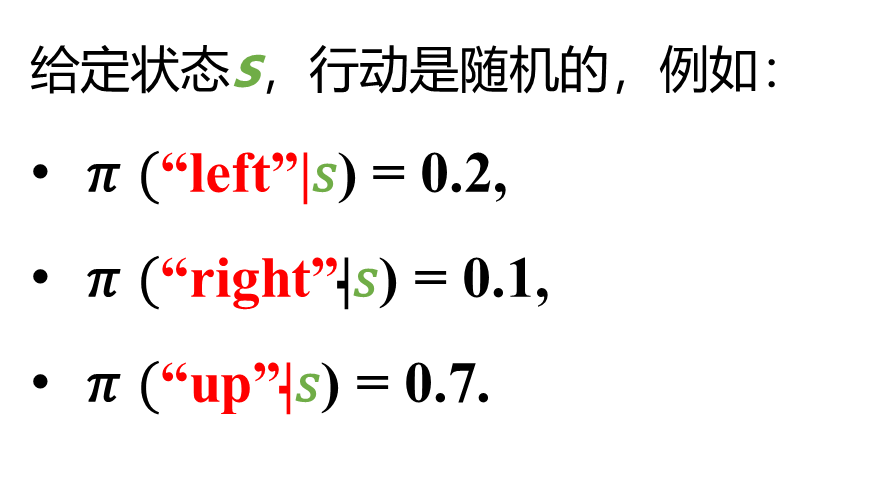 给定状态s，行动是随机的，例如：
• π (“left”|s) = 0.2,
• π (“right”|s) = 0.1,
• π (“up”|s) = 0.7.